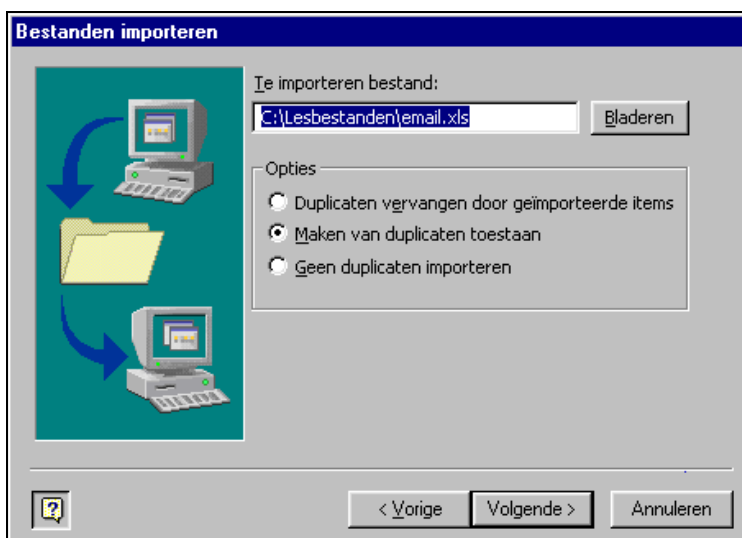 Bestanden importeren
Te importeren bestand:
C:\Lesbestanden\email.xls
Bladeren
Opties
Duplicaten vervangen door geïmporteerde items
Maken van duplicaten toestaan
Geen duplicaten importeren
?
< Vorige
Volgende >
Annuleren